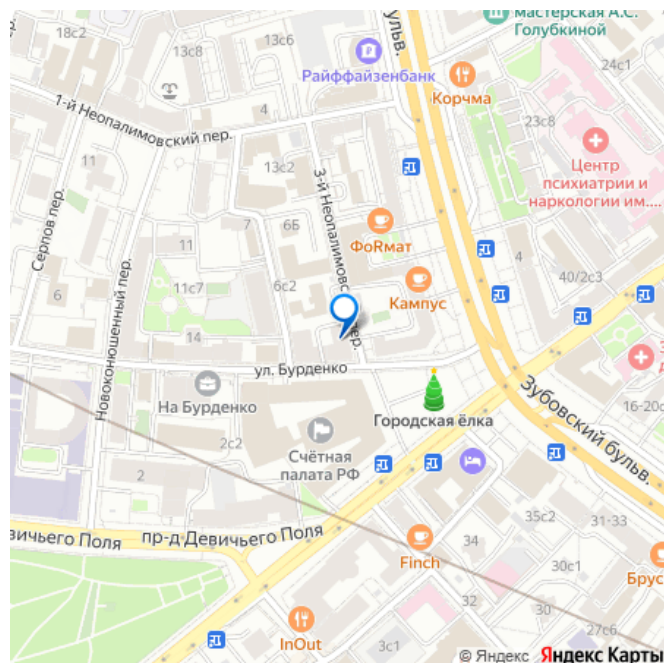 18с2
13с3
13с6
бульв.
мастерская А.С.
Голубкиной
Райффайзенбанк
24с1
Корчма
1-й Неопалимовский пер.
4
23с8
Центр
психиатрии и
наркологии им....
11
13с2
3-й Неопалимовский пер.
Серпов пер.
7
6Б
ФоRмат
11
4
40/2с3
6
11с7
6с2
Кампус
Новоконюшенный пер.
14
З
д
ул. Бурденко
На Бурденко
Городская ёлка
Зубовский бульв.
16-20с
2с2
Счётная
палата РФ
2
35с2
31-33
вичьего Поля
пр-д Девичьего Поля
34
Finch
30с1
Брус
32
30
27с6
InOut
3с1
© Яндекс Яндекс Карты